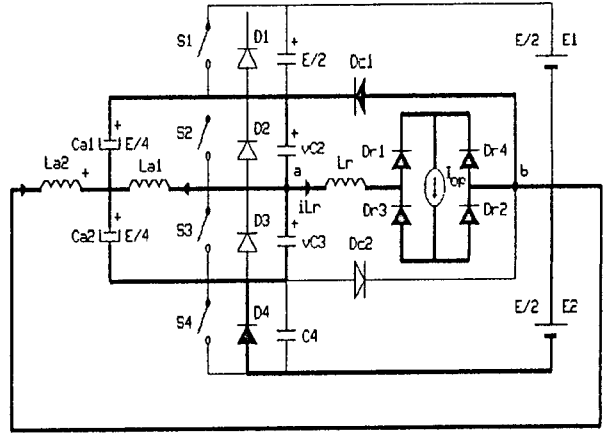 S1 D1 + E/2 E/2 E1
Dc1
Ca1 + E/4 S2 D2 + vC2 Dr1 Dr4
La2 + La1 a Lr iof b
iLr
Ca2 + E/4 S3 D3 + vC3 Dr3 Dr2
Dc2
S4 D4 C4 E/2 E2